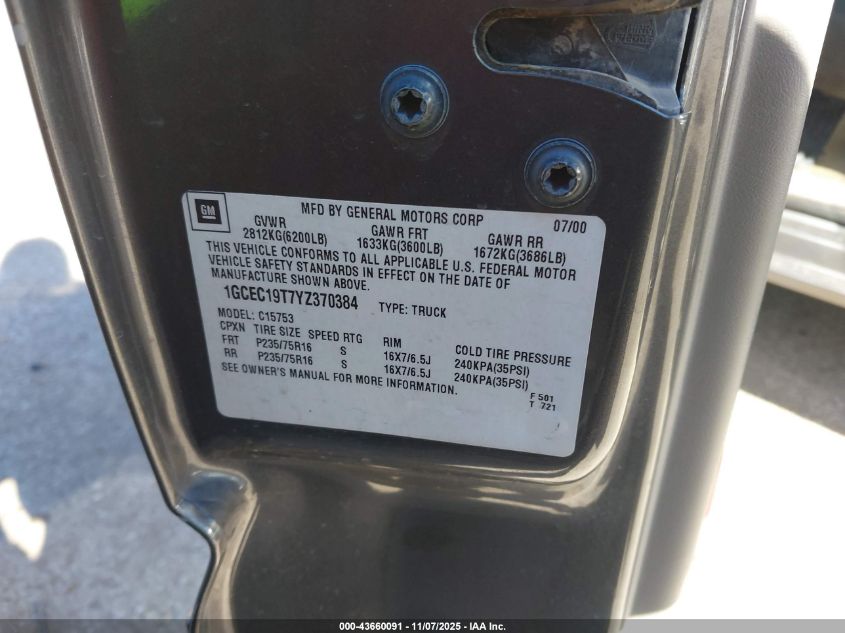 GM
MFD BY GENERAL MOTORS CORP 07/00
GVWR GAWR FRT GAWR RR
2812KG(6200LB) 1633KG(3600LB) 1672KG(3686LB)
THIS VEHICLE CONFORMS TO ALL APPLICABLE U.S. FEDERAL MOTOR
VEHICLE SAFETY STANDARDS IN EFFECT ON THE DATE OF
MANUFACTURE SHOWN ABOVE.
1GCEC19T7YZ370384 TYPE: TRUCK
MODEL: C15753
CPXN TIRE SIZE SPEED RTG RIM COLD TIRE PRESSURE
FRT P235/75R16 S 16X7/6.5J 240KPA(35PSI)
RR P235/75R16 S 16X7/6.5J 240KPA(35PSI)
SEE OWNER'S MANUAL FOR MORE INFORMATION.
F 501
T 721
000-43660091 - 11/07/2025 - IAA Inc.